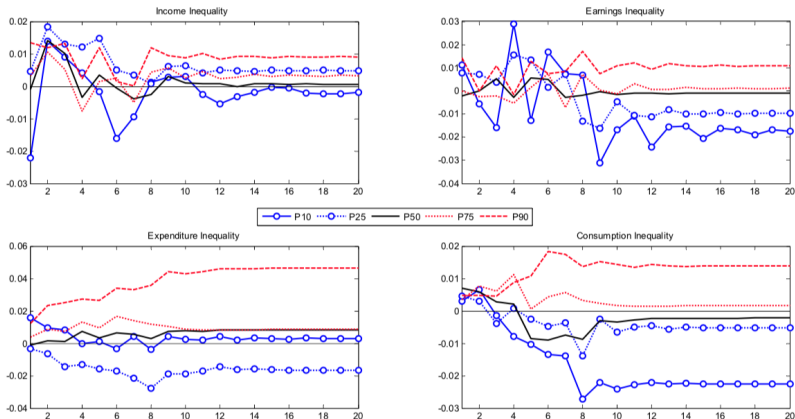 Income Inequality
0.02
0.01
0
-0.01
-0.02
-0.03
2 4 6 8 10 12 14 16 18 20
Earnings Inequality
0.03
0.02
0.01
0
-0.01
-0.02
-0.03
-0.04
2 4 6 8 10 12 14 16 18 20
P10 P25 P50 P75 P90
Expenditure Inequality
0.06
0.04
0.02
0
-0.02
-0.04
2 4 6 8 10 12 14 16 18 20
Consumption Inequality
0.02
0.01
0
-0.01
-0.02
-0.03
2 4 6 8 10 12 14 16 18 20